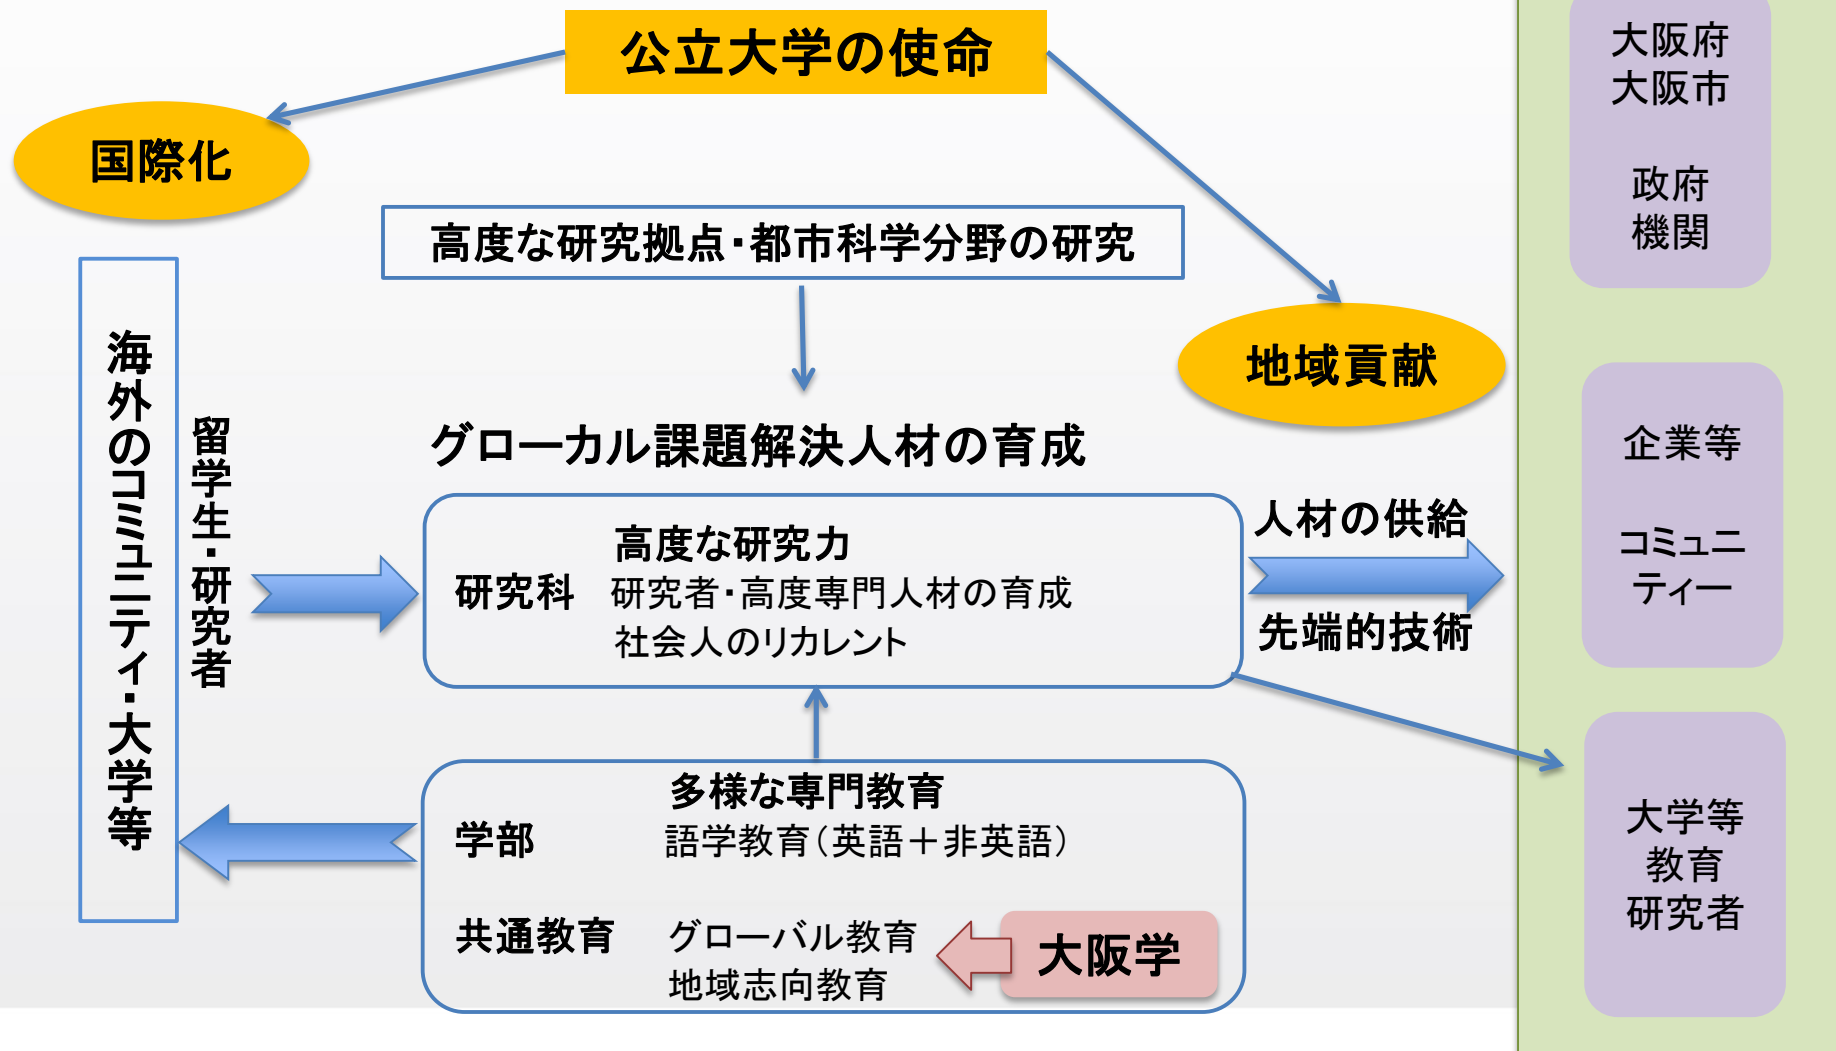 公立大学の使命
国際化
高度な研究拠点・都市科学分野の研究
地域貢献
海外のコミュニティ・大学等
留学生・研究者
グローカル課題解決人材の育成
高度な研究力
研究科 研究者・高度専門人材の育成
社会人のリカレント
人材の供給
先端的技術
多様な専門教育
学部 語学教育（英語＋非英語）
共通教育 グローバル教育
地域志向教育
大阪学
大阪府
大阪市
政府
機関
企業等
コミュニ
ティー
大学等
教育
研究者